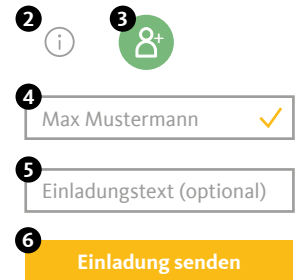 2 3
i
4
Max Mustermann
5
Einladungstext (optional)
6
Einladung senden